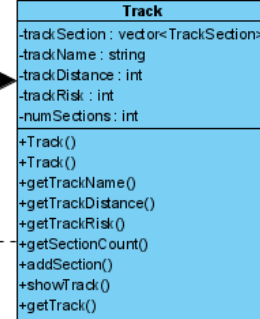 Track
-trackSection : vector<TrackSection>
-trackName : string
-trackDistance : int
-trackRisk : int
-numSections : int
+Track()
+Track()
+getTrackName()
+getTrackDistance()
+getTrackRisk()
+getSectionCount()
+addSection()
+showTrack()
+getTrack()